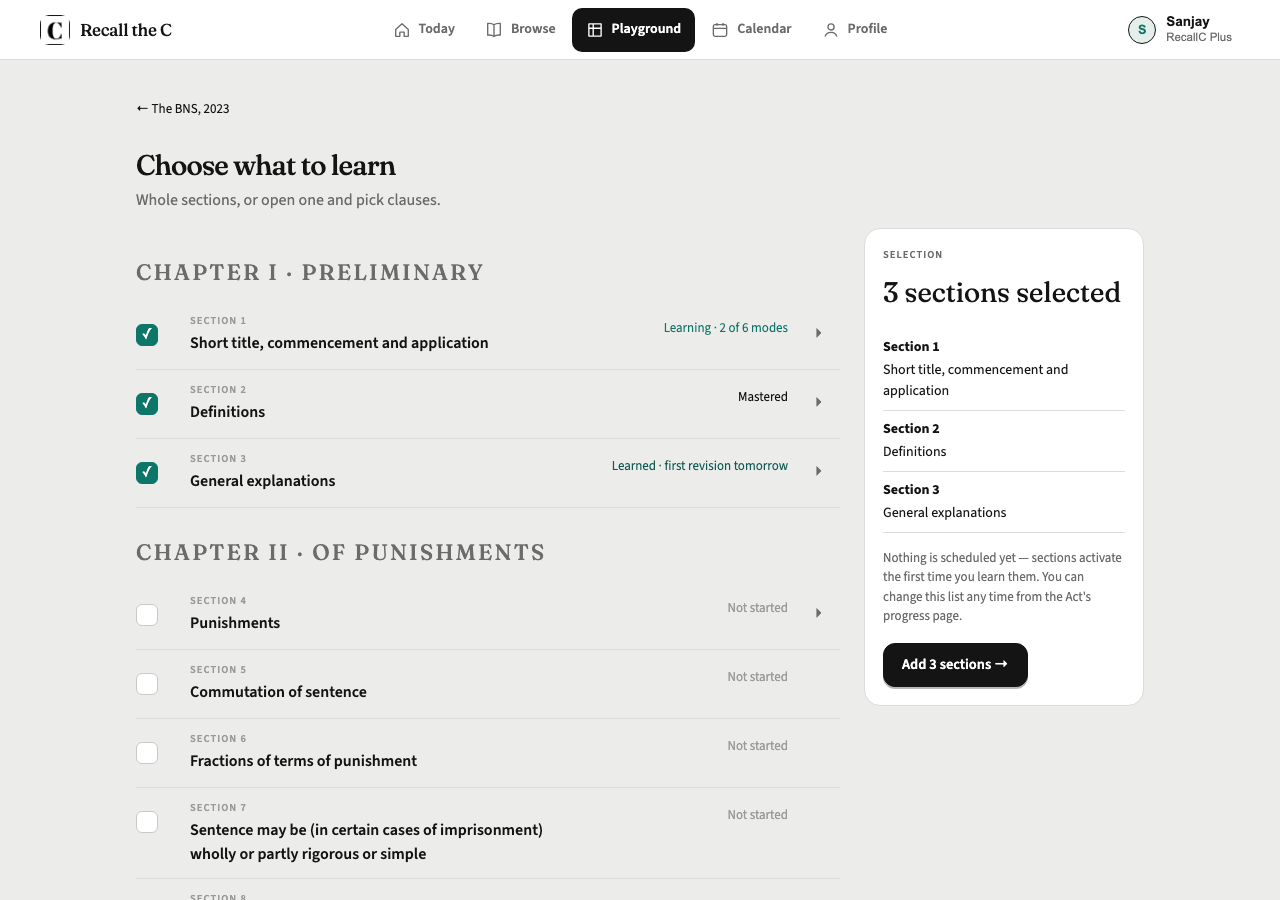 C Recall the C
Today
Browse
Playground
Calendar
Profile
S
Sanjay
RecallC Plus
← The BNS, 2023
Choose what to learn
Whole sections, or open one and pick clauses.
CHAPTER I · PRELIMINARY
SECTION 1
Short title, commencement and application
Learning · 2 of 6 modes
SECTION 2
Definitions
Mastered
SECTION 3
General explanations
Learned · first revision tomorrow
CHAPTER II · OF PUNISHMENTS
SECTION 4
Punishments
Not started
SECTION 5
Commutation of sentence
Not started
SECTION 6
Fractions of terms of punishment
Not started
SECTION 7
Sentence may be (in certain cases of imprisonment)
wholly or partly rigorous or simple
Not started
SECTION 8
SELECTION
3 sections selected
Section 1
Short title, commencement and
application
Section 2
Definitions
Section 3
General explanations
Nothing is scheduled yet — sections activate
the first time you learn them. You can
change this list any time from the Act's
progress page.
Add 3 sections →